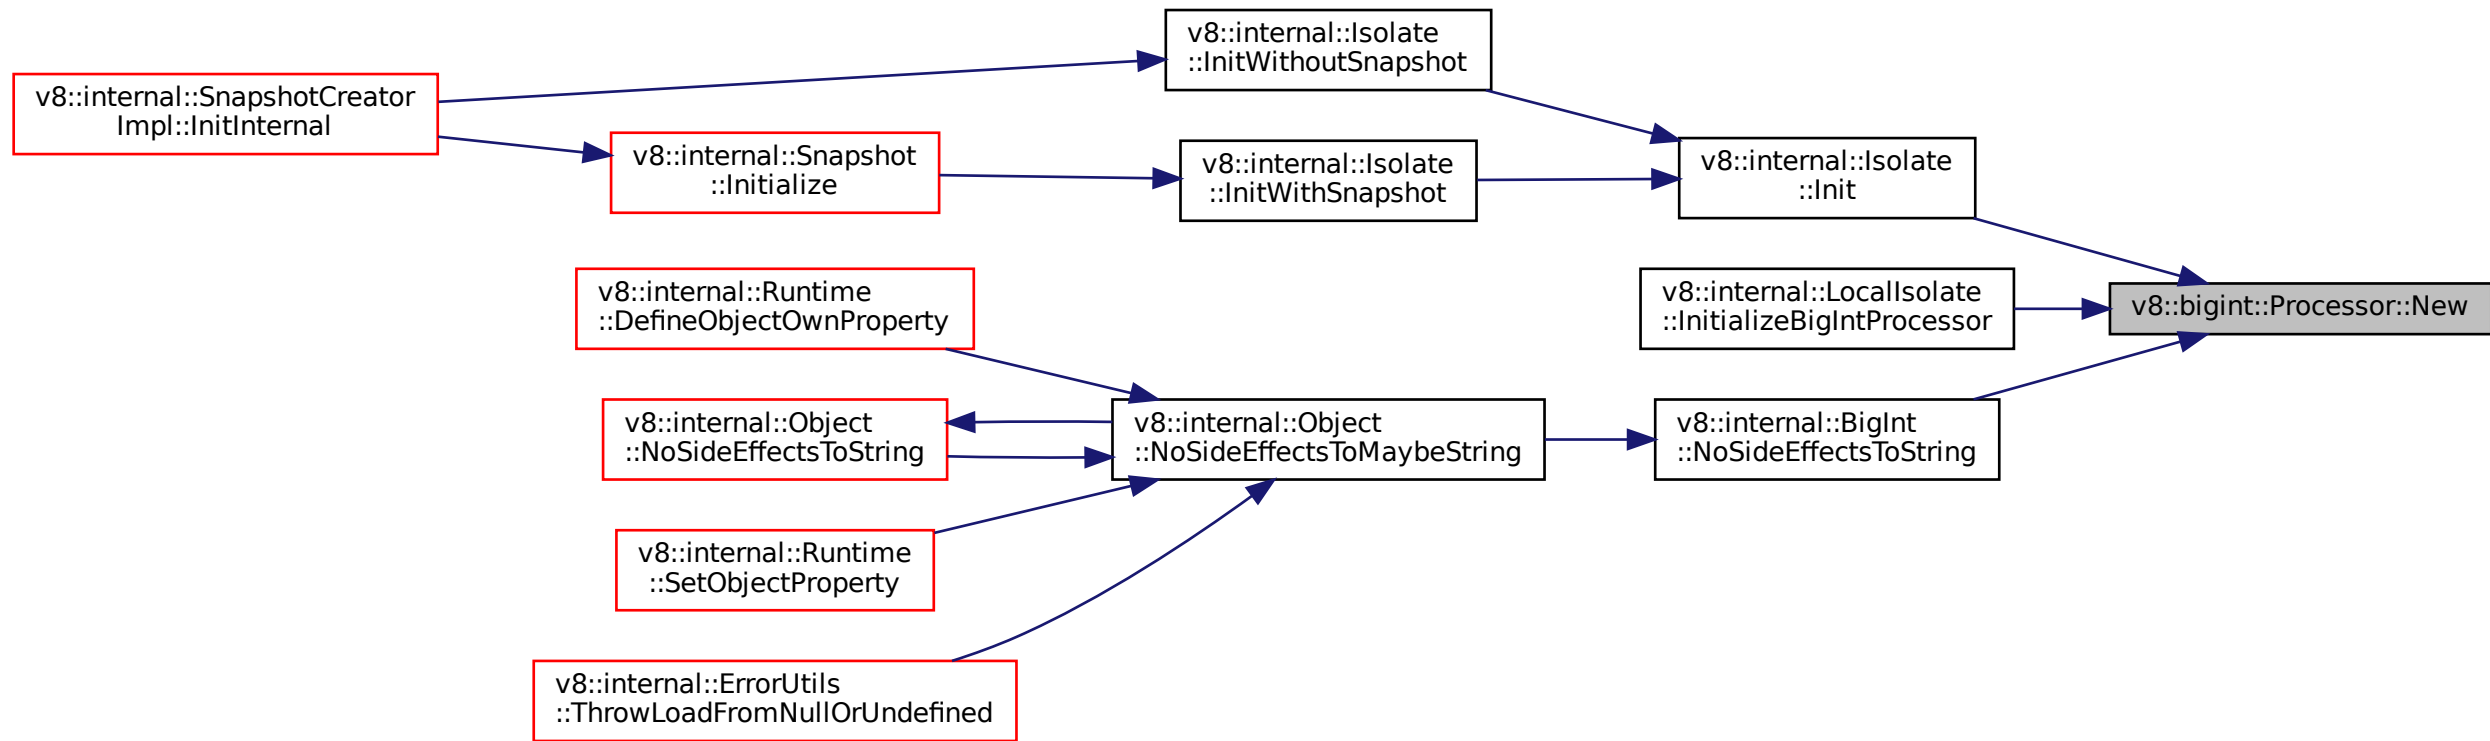 v8::internal::Isolate
::InitWithoutSnapshot
v8::internal::SnapshotCreator
Impl::InitInternal
v8::internal::Snapshot
::Initialize
v8::internal::Isolate
::InitWithSnapshot
v8::internal::Isolate
::Init
v8::internal::Runtime
::DefineObjectOwnProperty
v8::internal::LocalIsolate
::InitializeBigIntProcessor
v8::bigint::Processor::New
v8::internal::Object
::NoSideEffectsToString
v8::internal::Object
::NoSideEffectsToMaybeString
v8::internal::BigInt
::NoSideEffectsToString
v8::internal::Runtime
::SetObjectProperty
v8::internal::ErrorUtils
::ThrowLoadFromNullOrUndefined